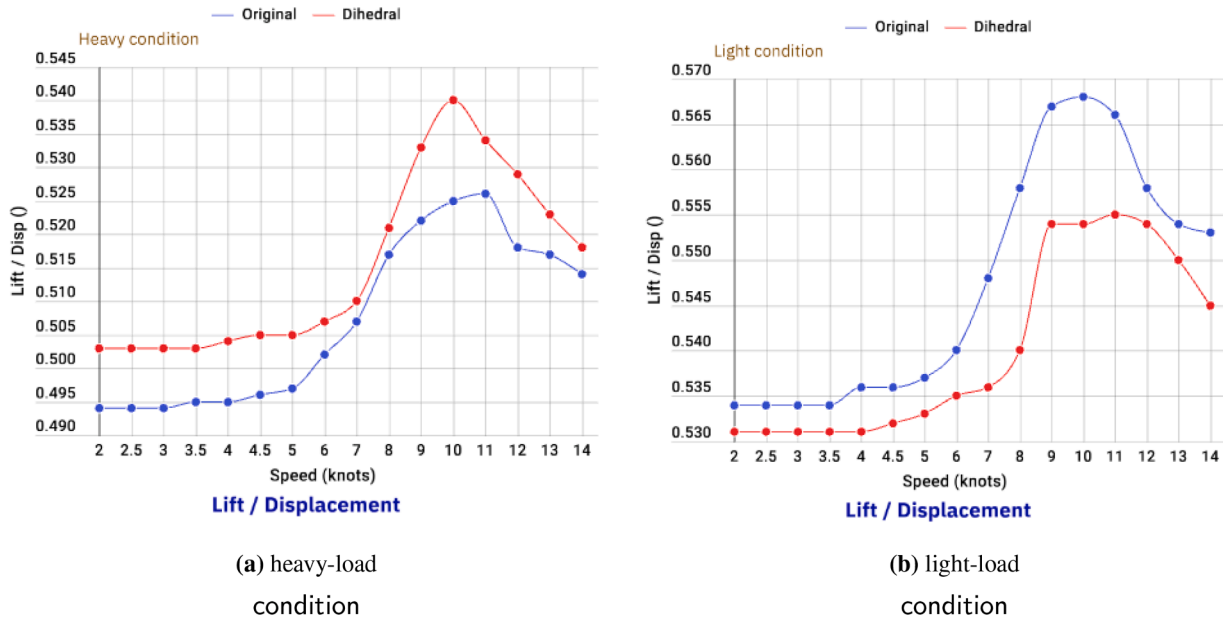 Original Dihedral
Heavy condition
0.545
0.540
0.535
0.530
0.525
0.520
0.515
0.510
0.505
0.500
0.495
0.490
Lift / Disp ()
2 2.5 3 3.5 4 4.5 5 6 7 8 9 10 11 12 13 14
Speed (knots)
Lift / Displacement
(a) heavy-load
condition
Original Dihedral
Light condition
0.570
0.565
0.560
0.555
0.550
0.545
0.540
0.535
0.530
Lift / Disp ()
2 2.5 3 3.5 4 4.5 5 6 7 8 9 10 11 12 13 14
Speed (knots)
Lift / Displacement
(b) light-load
condition